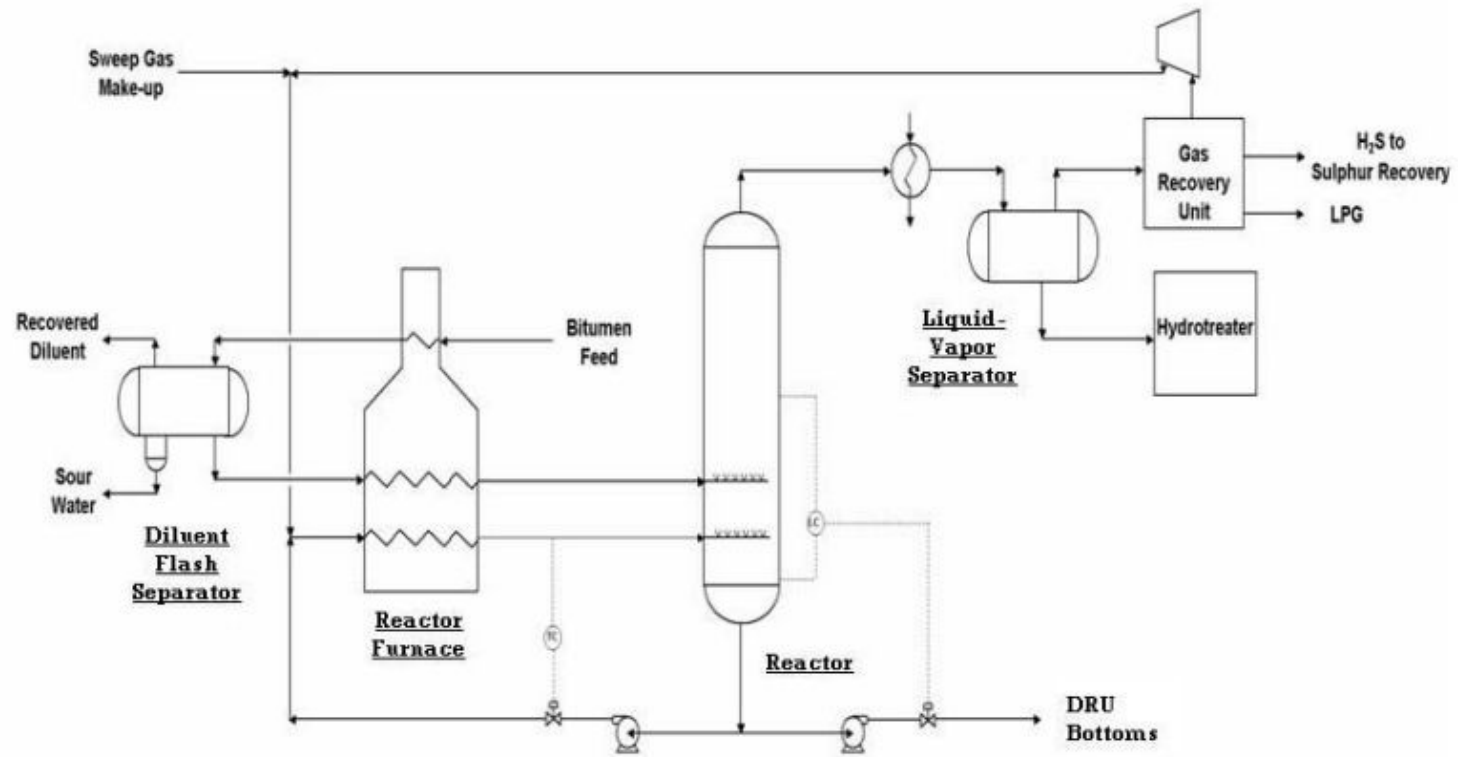 Sweep Gas
Make-up
Gas
Recovery
Unit
H₂S to
Sulphur Recovery
LPG
Recovered
Diluent
Bitumen
Feed
Liquid-
Vapor
Separator
Hydrotreater
Sour
Water
Diluent
Flash
Separator
LC
Reactor
Furnace
TC
Reactor
DRU
Bottoms